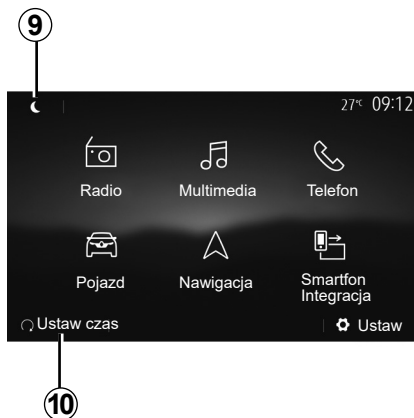 9
27°C 09:12
Radio Multimedia Telefon
Pojazd Nawigacja Smartfon
Integracja
Ustaw czas Ustaw
10